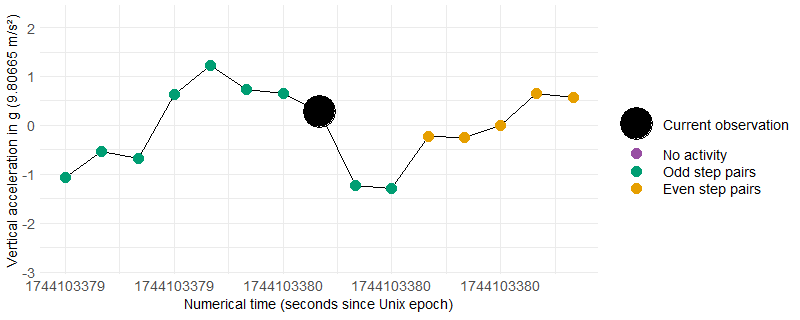 Vertical acceleration in g (9.80665 m/s²)
2
1
0
-1
-2
-3
1744103379 1744103379 1744103380 1744103380 1744103380
Numerical time (seconds since Unix epoch)
Current observation
No activity
Odd step pairs
Even step pairs